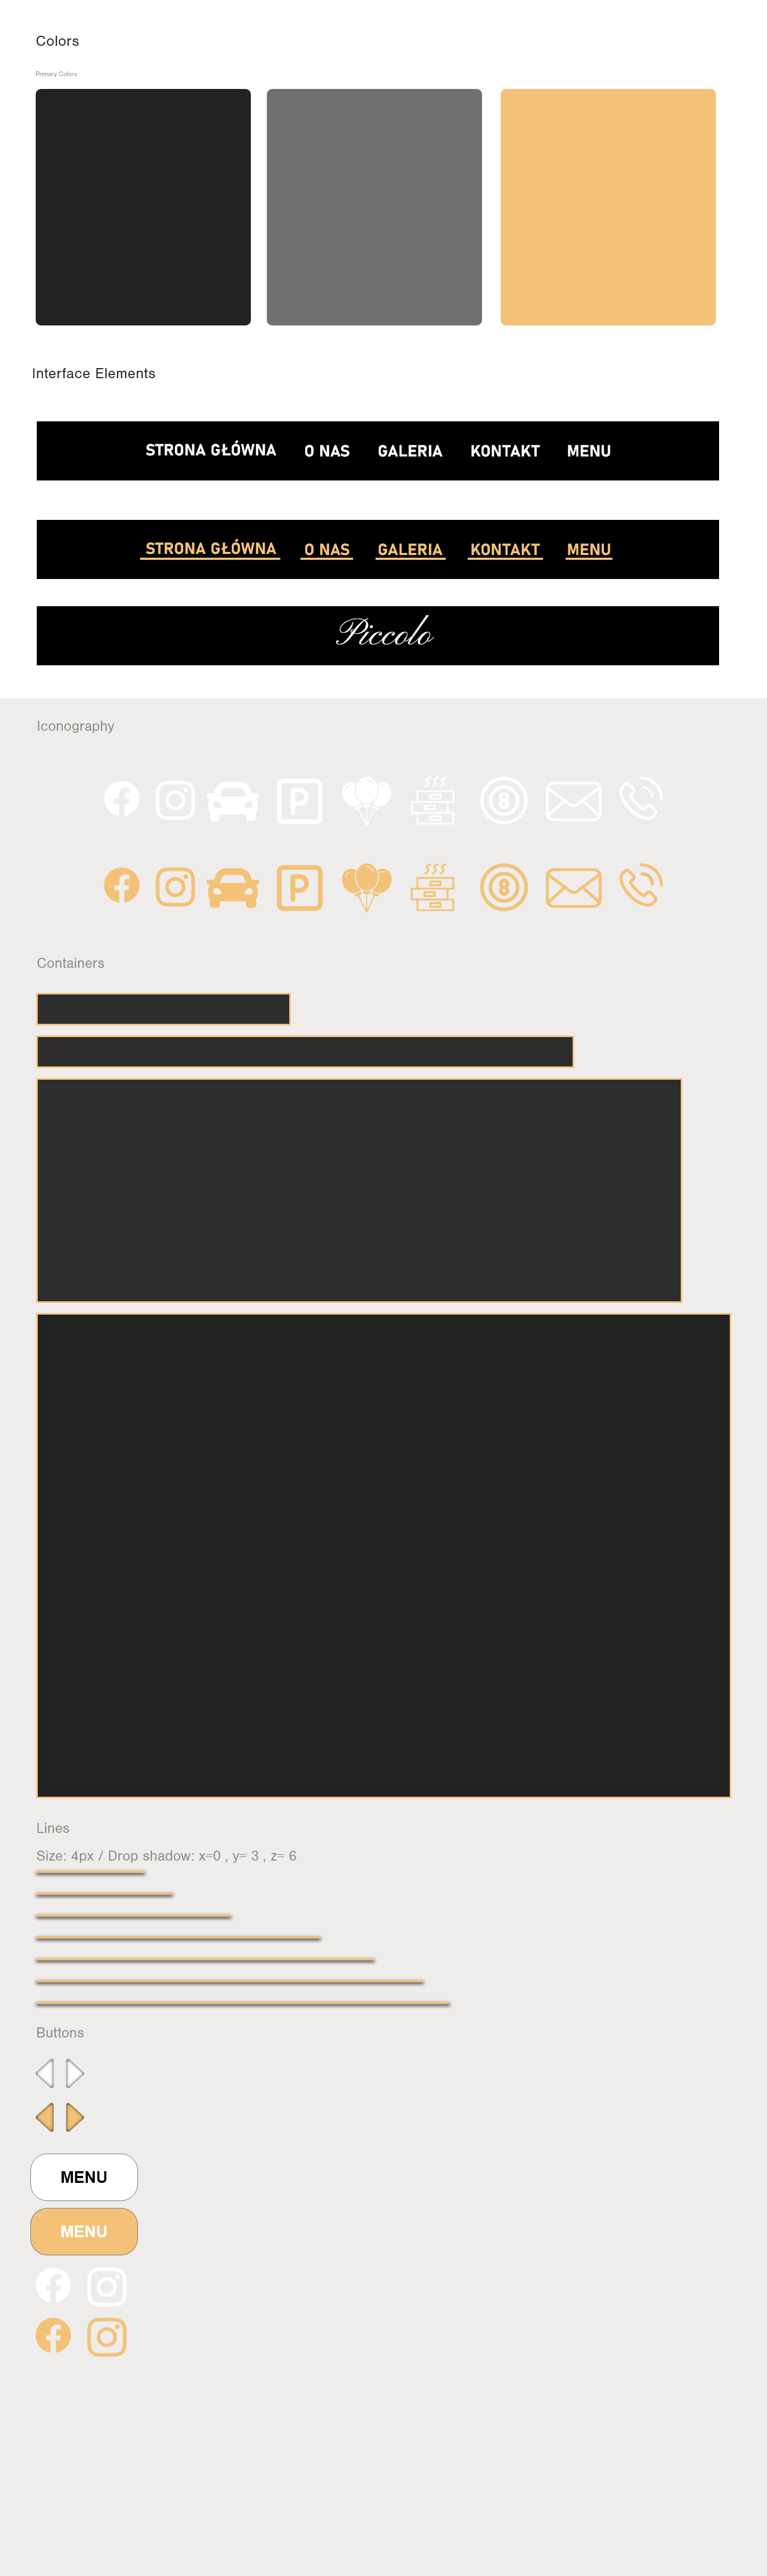 Colors
Primary Colors
Interface Elements
STRONA GŁÓWNA O NAS GALERIA KONTAKT MENU
STRONA GŁÓWNA O NAS GALERIA KONTAKT MENU
Piccolo
Iconography
P 8
P 8
Containers
Lines
Size: 4px / Drop shadow: x=0 , y= 3 , z= 6
Buttons
MENU
MENU